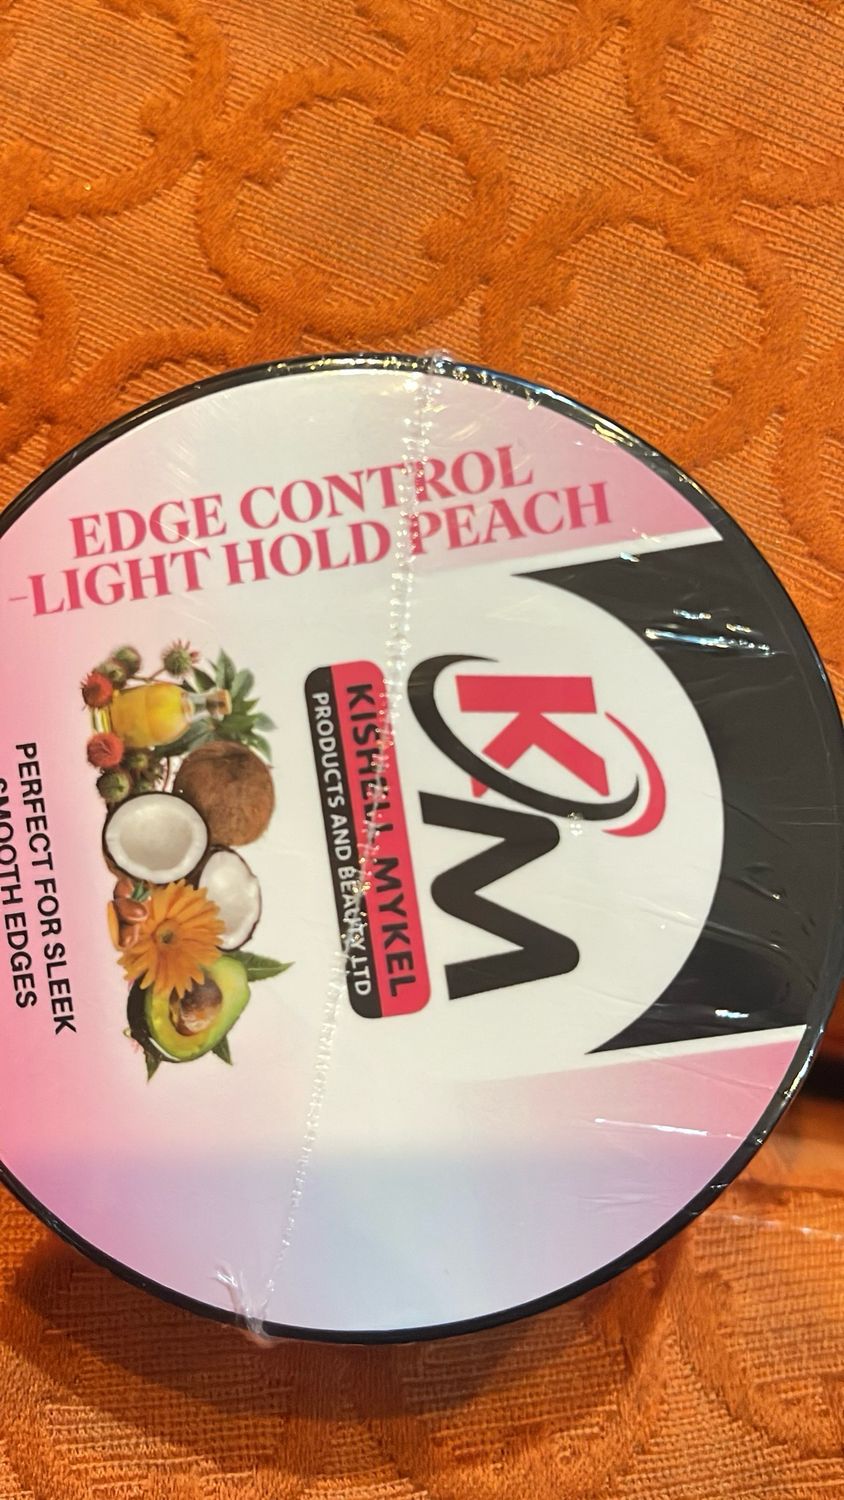 EDGE CONTROL
-LIGHT HOLD PEACH
KM
KISHELL MYKEL
PRODUCTS AND BEAUTY LTD
PERFECT FOR SLEEK
SMOOTH EDGES